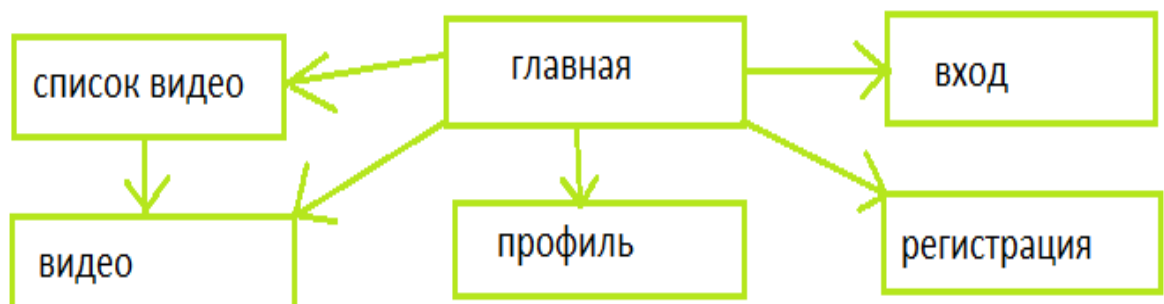 список видео
главная
вход
видео
профиль
регистрация